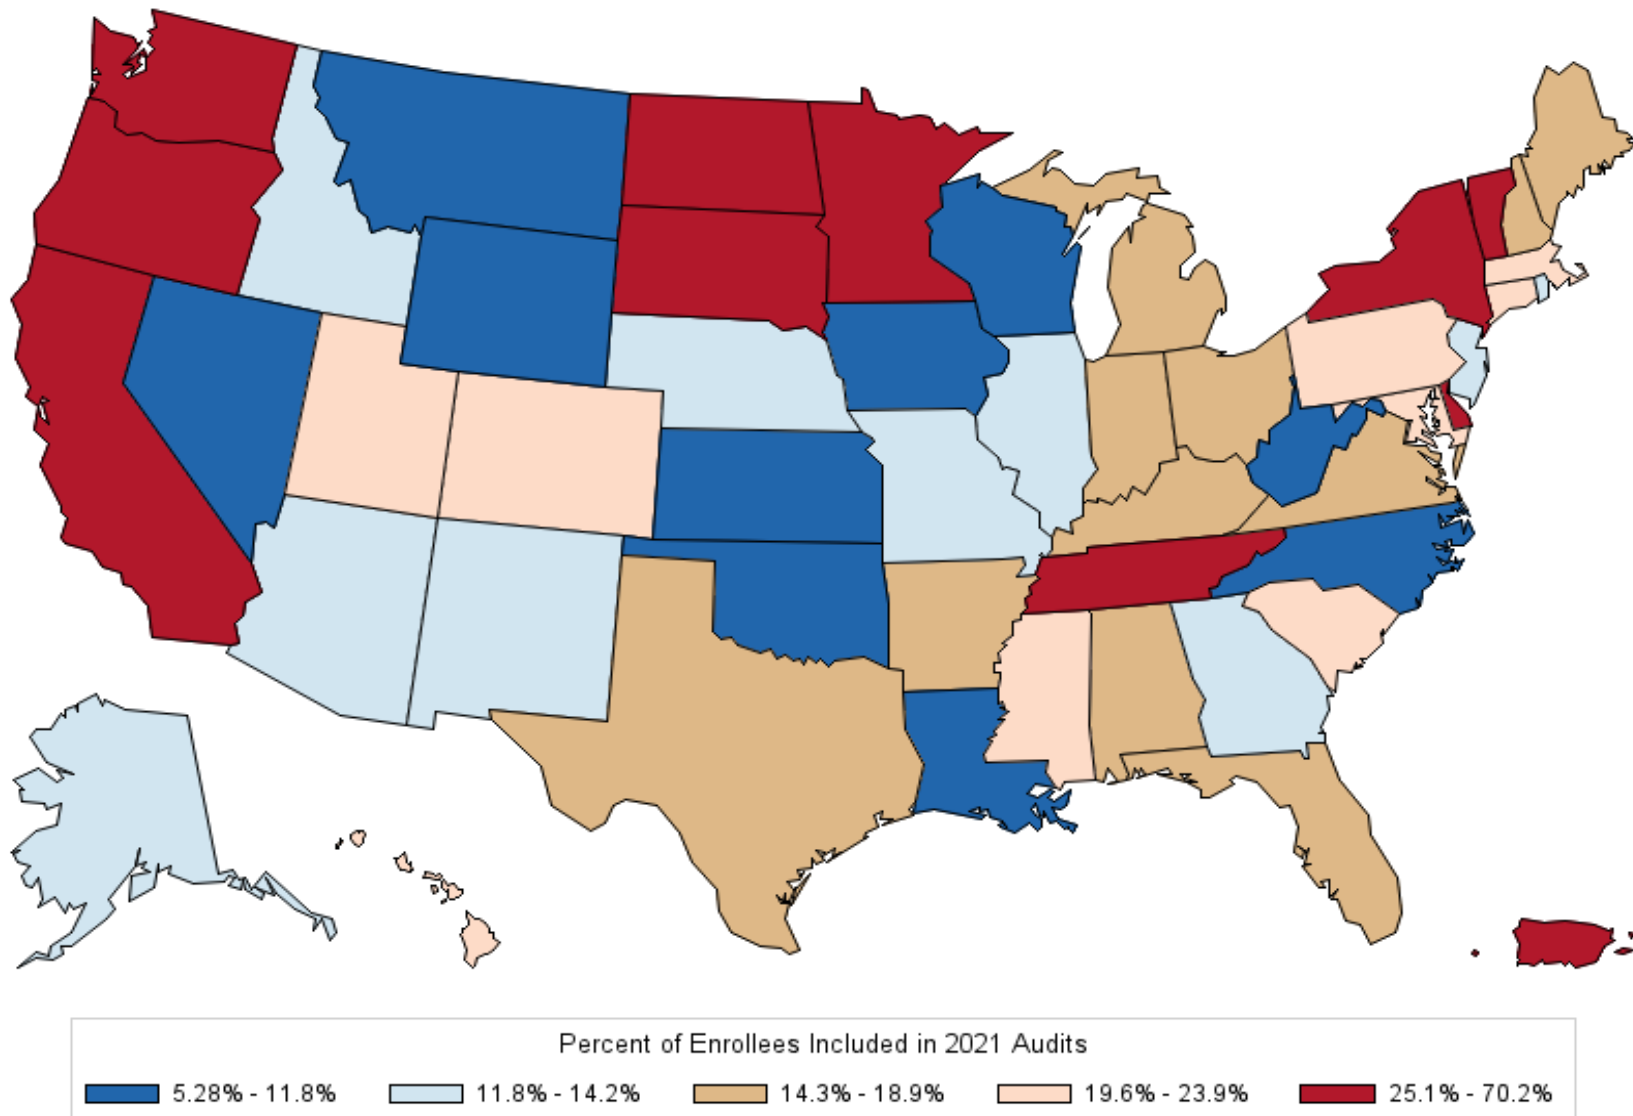 Percent of Enrollees Included in 2021 Audits
5.28% - 11.8% 11.8% - 14.2% 14.3% - 18.9% 19.6% - 23.9% 25.1% - 70.2%